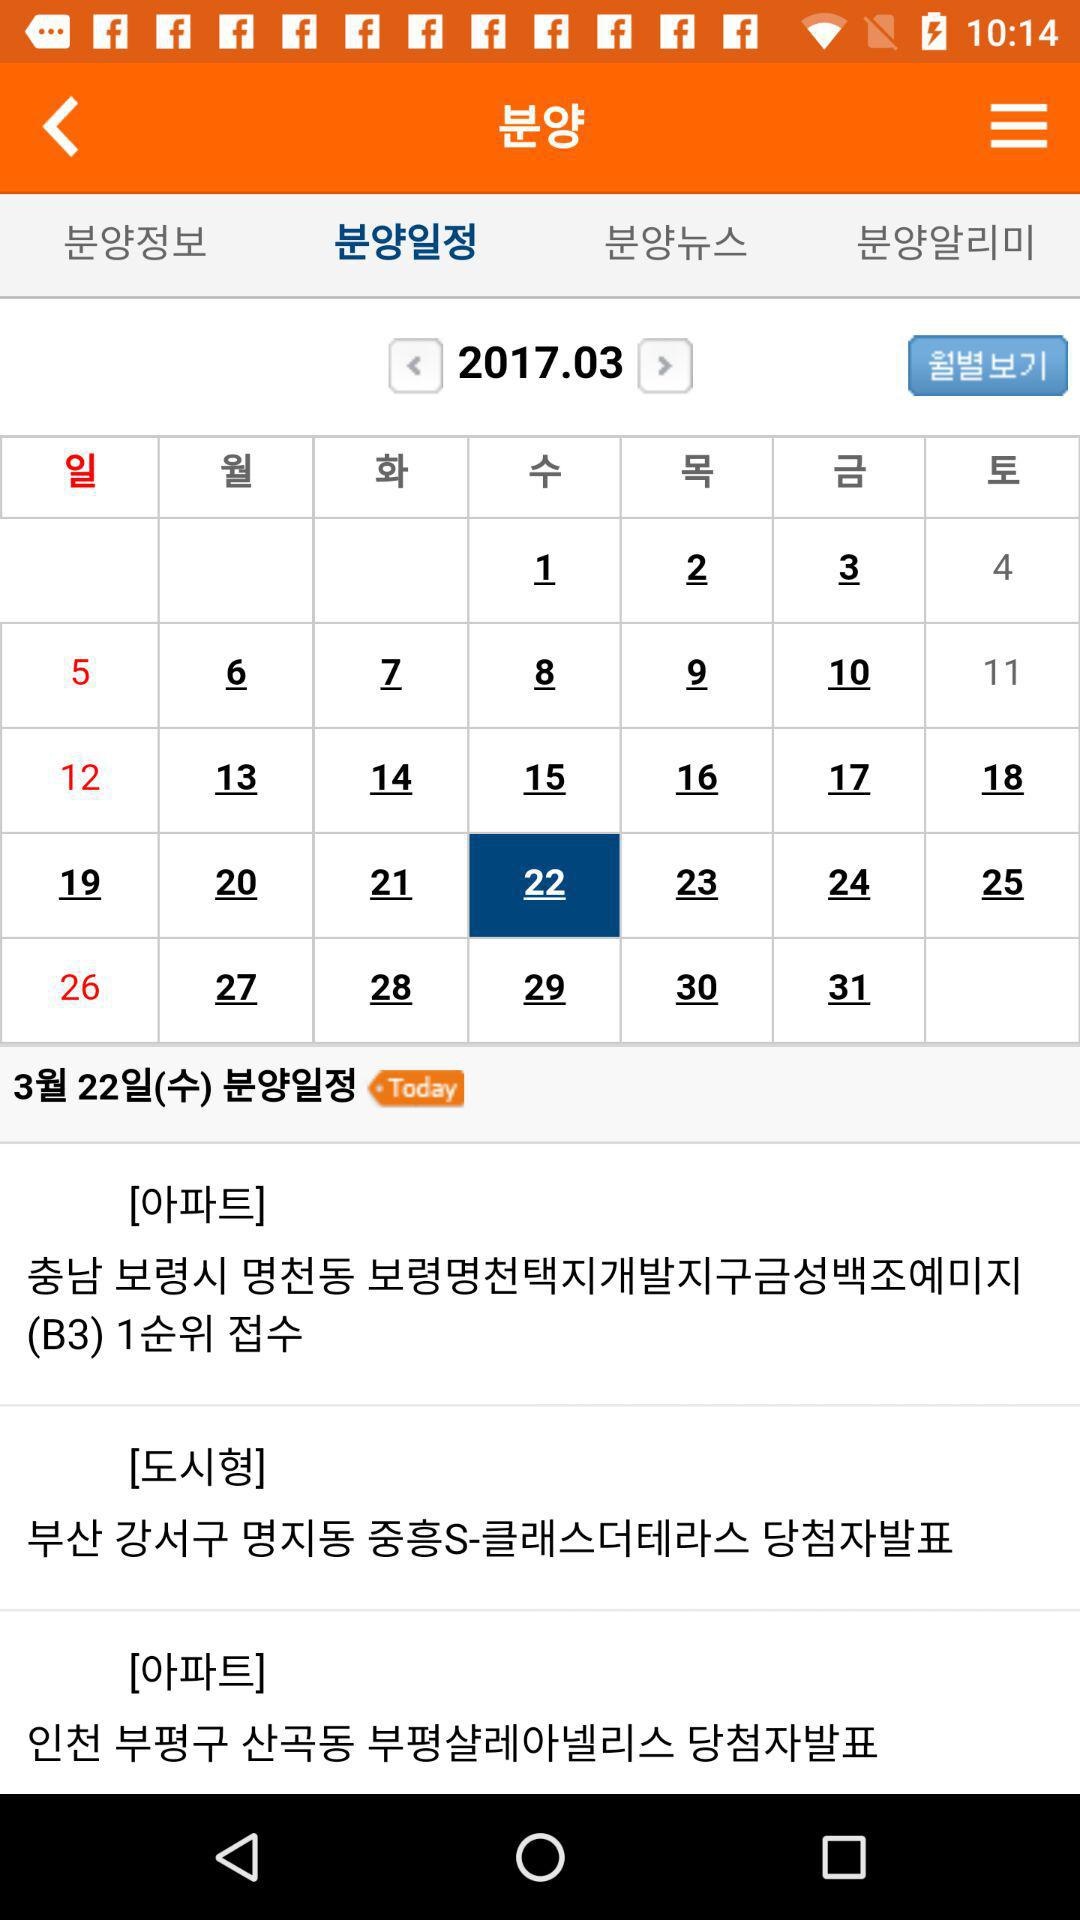 10:14
분양
분양정보 분양일정 분양뉴스 분양알리미
2017.03 월별보기
일 월 화 수 목 금 토
1 2 3 4
5 6 7 8 9 10 11
12 13 14 15 16 17 18
19 20 21 22 23 24 25
26 27 28 29 30 31
3월 22일(수) 분양일정 Today
[아파트]
충남 보령시 명천동 보령명천택지개발지구금성백조예미지
(B3) 1순위 접수
[도시형]
부산 강서구 명지동 중흥S-클래스더테라스 당첨자발표
[아파트]
인천 부평구 산곡동 부평샬레아넬리스 당첨자발표